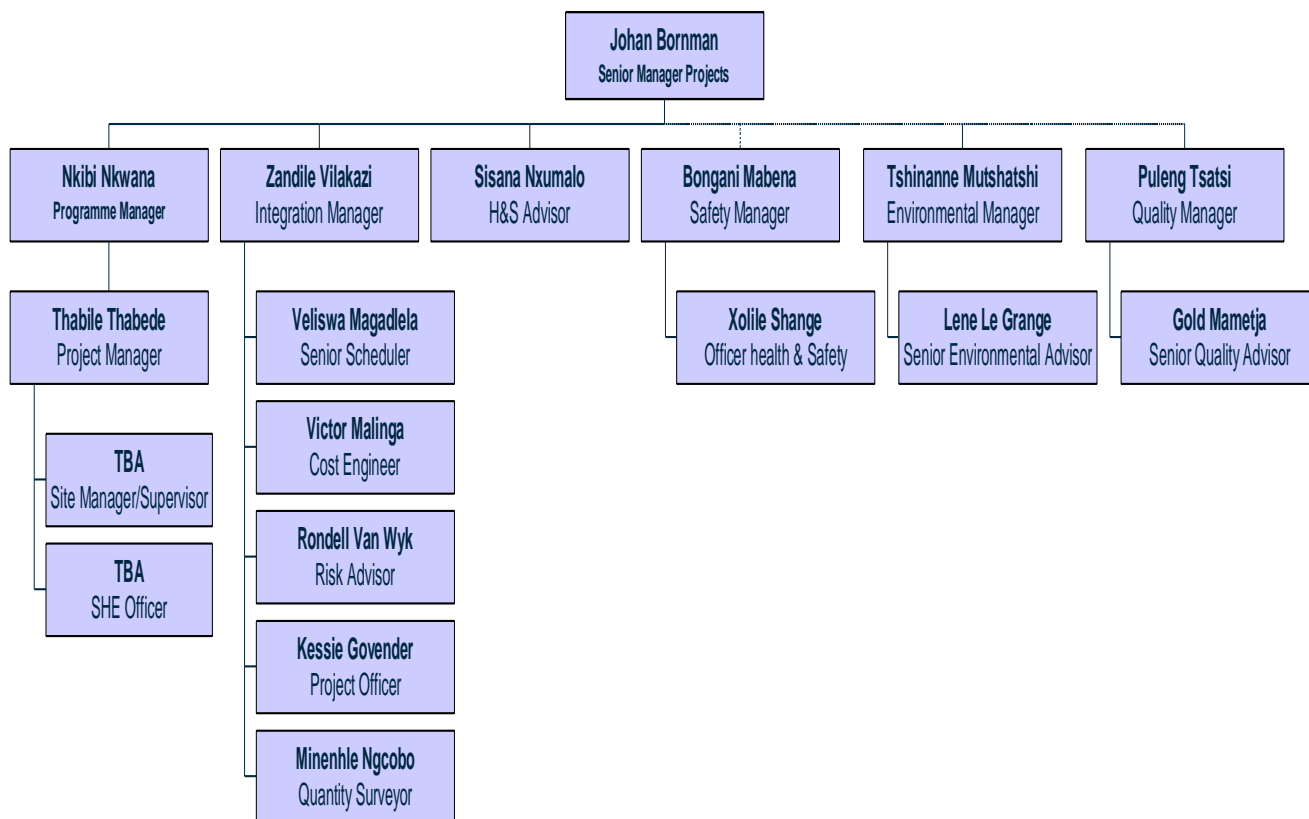 Johan Bornman
Senior Manager Projects
Nkibi Nkwana
Programme Manager
Zandile Vilakazi
Integration Manager
Sisana Nxumalo
H&S Advisor
Bongani Mabena
Safety Manager
Tshinanne Mutshatshi
Environmental Manager
Puleng Tsatsi
Quality Manager
Thabile Thabede
Project Manager
TBA
Site Manager/Supervisor
TBA
SHE Officer
Veliswa Magadlela
Senior Scheduler
Victor Malinga
Cost Engineer
Rondell Van Wyk
Risk Advisor
Kessie Govender
Project Officer
Minenhle Ngcobo
Quantity Surveyor
Xolile Shange
Officer health & Safety
Lene Le Grange
Senior Environmental Advisor
Gold Mametja
Senior Quality Advisor